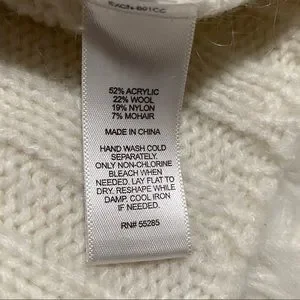 52% ACRYLIC
22% WOOL
19% NYLON
7% MOHAIR
MADE IN CHINA
HAND WASH COLD
SEPARATELY.
ONLY NON-CHLORINE
BLEACH WHEN
NEEDED. LAY FLAT TO
DRY. RESHAPE WHILE
DAMP. COOL IRON
IF NEEDED.
RN# 55285